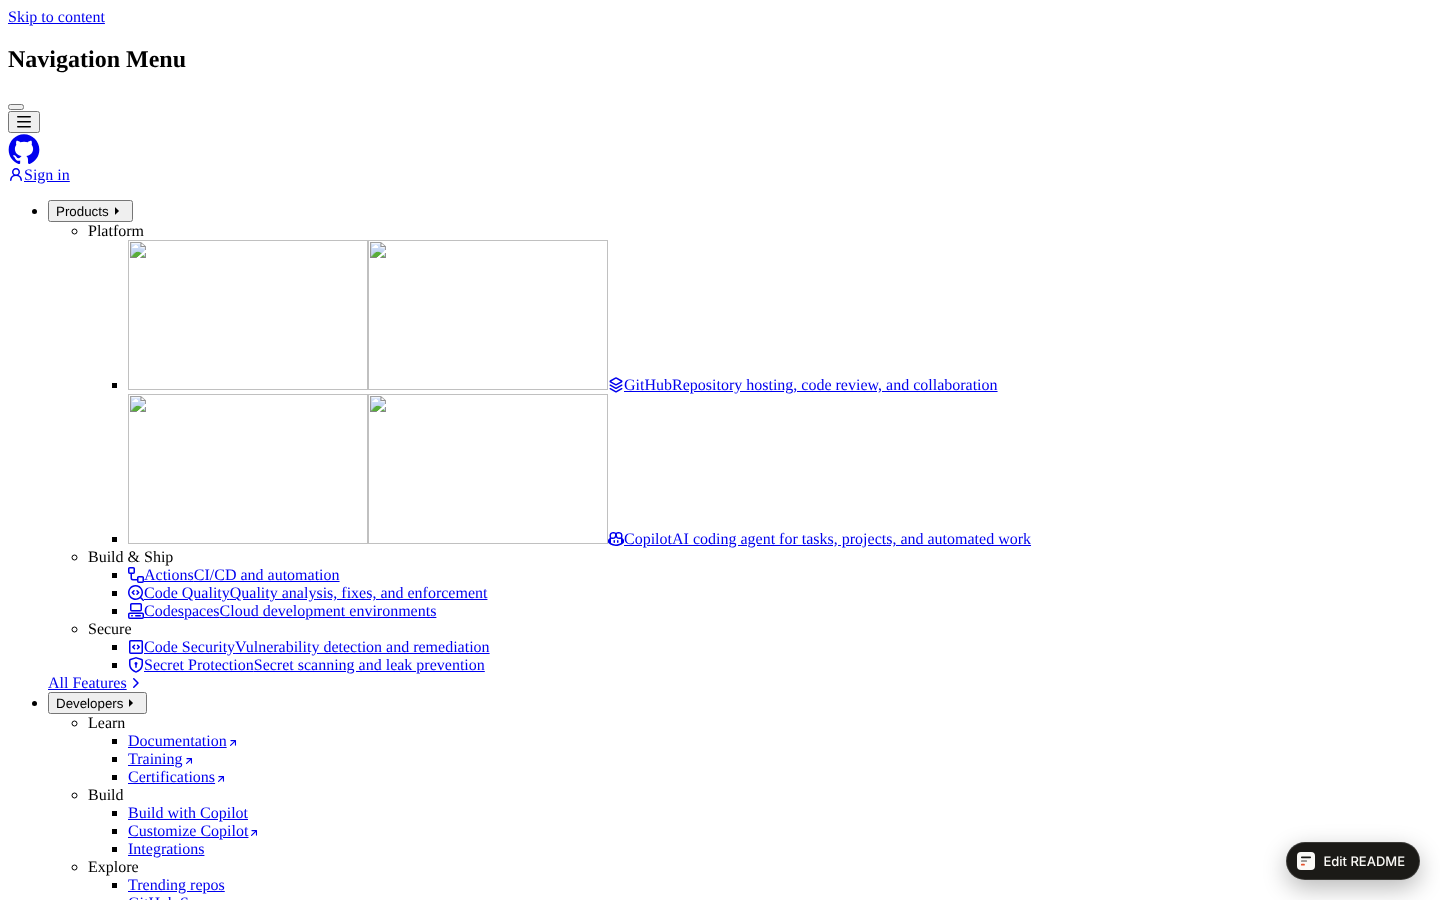 Skip to content
Navigation Menu
Sign in
Products
Platform
GitHubRepository hosting, code review, and collaboration
CopilotAI coding agent for tasks, projects, and automated work
Build & Ship
ActionsCI/CD and automation
Code QualityQuality analysis, fixes, and enforcement
CodespacesCloud development environments
Secure
Code SecurityVulnerability detection and remediation
Secret ProtectionSecret scanning and leak prevention
All Features
Developers
Learn
Documentation
Training
Certifications
Build
Build with Copilot
Customize Copilot
Integrations
Explore
Edit README
Trending repos